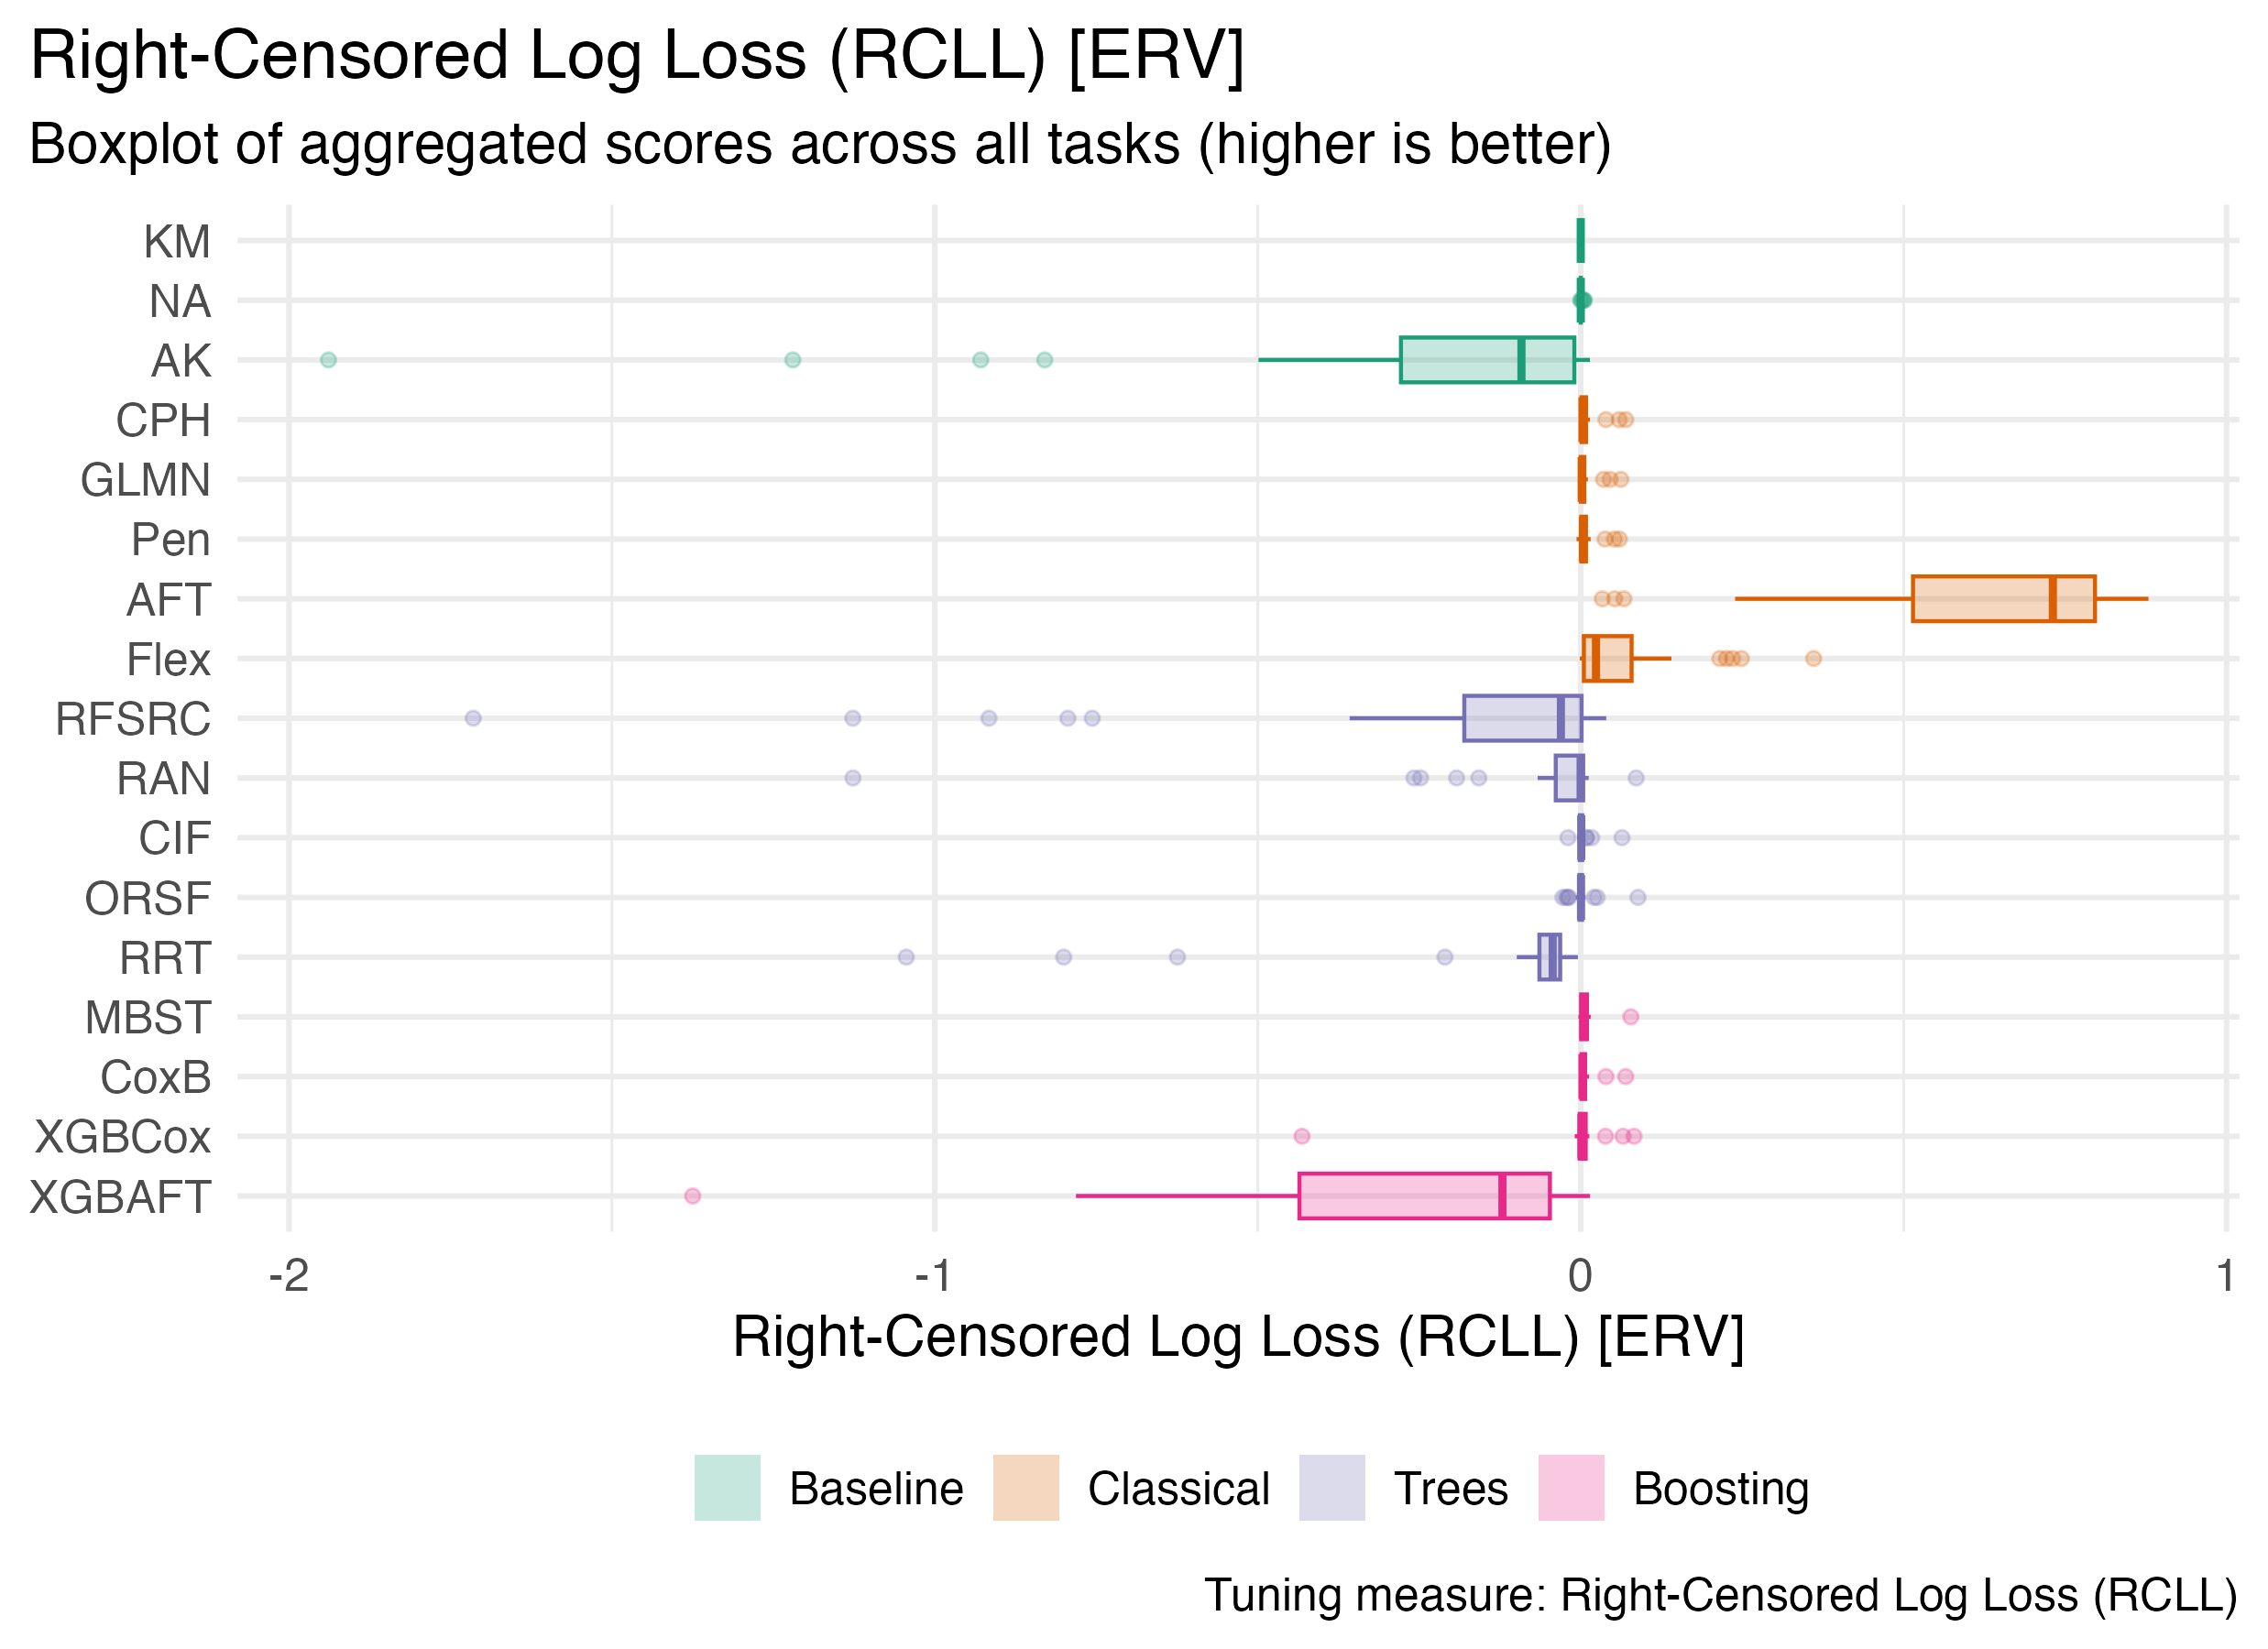 Right-Censored Log Loss (RCLL) [ERV]
Boxplot of aggregated scores across all tasks (higher is better)
KM
NA
AK
CPH
GLMN
Pen
AFT
Flex
RFSRC
RAN
CIF
ORSF
RRT
MBST
CoxB
XGBCox
XGBAFT
-2 -1 0 1
Right-Censored Log Loss (RCLL) [ERV]
Baseline Classical Trees Boosting
Tuning measure: Right-Censored Log Loss (RCLL)